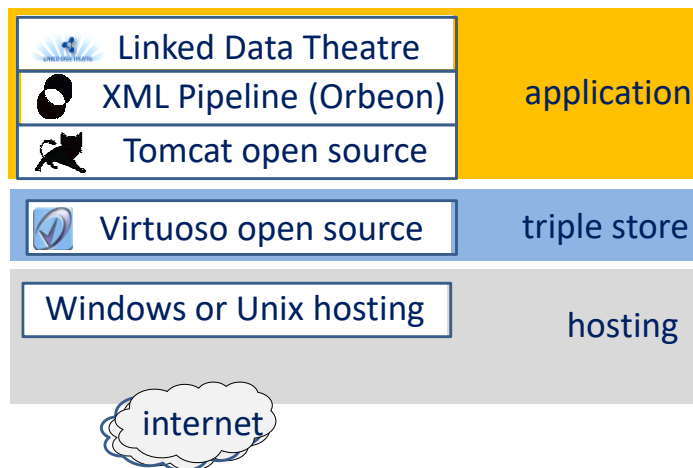 Linked Data Theatre
XML Pipeline (Orbeon)
application
Tomcat open source
Virtuoso open source
triple store
Windows or Unix hosting
hosting
internet